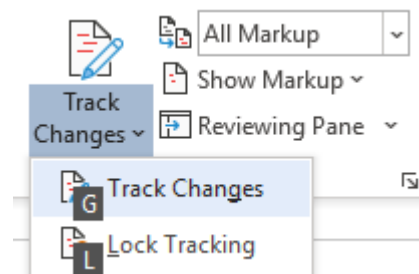 All Markup
Show Markup
Track
Changes
Reviewing Pane
Track Changes
G
Lock Tracking
L